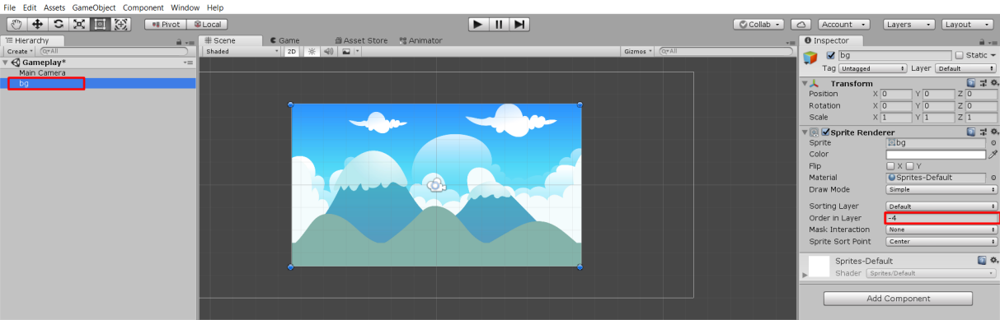 File Edit Assets GameObject Component Window Help
Pivot Local Collab Account Layers Layout
Hierarchy
Create All
Gameplay*
Main Camera
bg
Scene Game Asset Store Animator
Shaded 2D Gizmos All
Inspector
bg Static
Tag Untagged Layer Default
Transform
Position X 0 Y 0 Z 0
Rotation X 0 Y 0 Z 0
Scale X 1 Y 1 Z 1
Sprite Renderer
Sprite bg
Color
Flip X Y
Material Sprites-Default
Draw Mode Simple
Sorting Layer Default
Order in Layer -4
Mask Interaction None
Sprite Sort Point Center
Sprites-Default
Shader Sprites/Default
Add Component